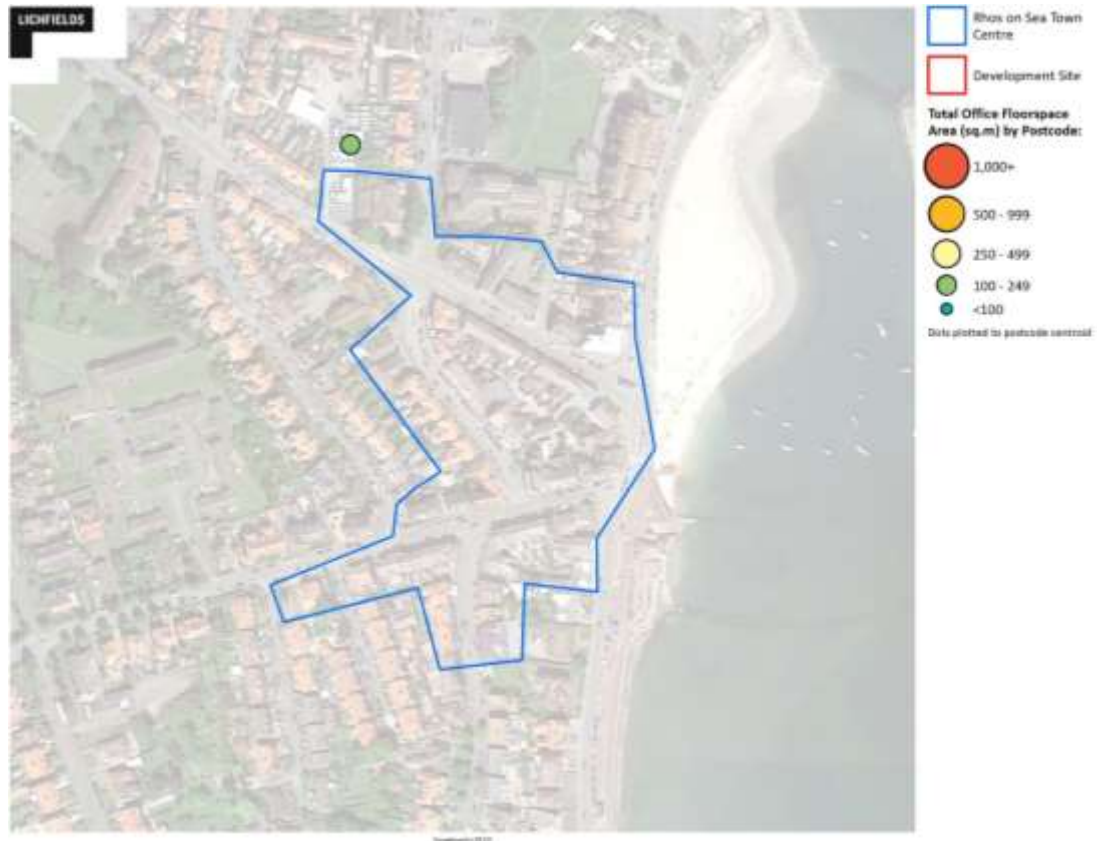 LICHFIELDS
Rhos on Sea Town
Centre
Development Site
Total Office Floorspace
Area (sq.m) by Postcode:
1,000+
500 - 999
250 - 499
100 - 249
<100
Dots plotted to postcode centroid